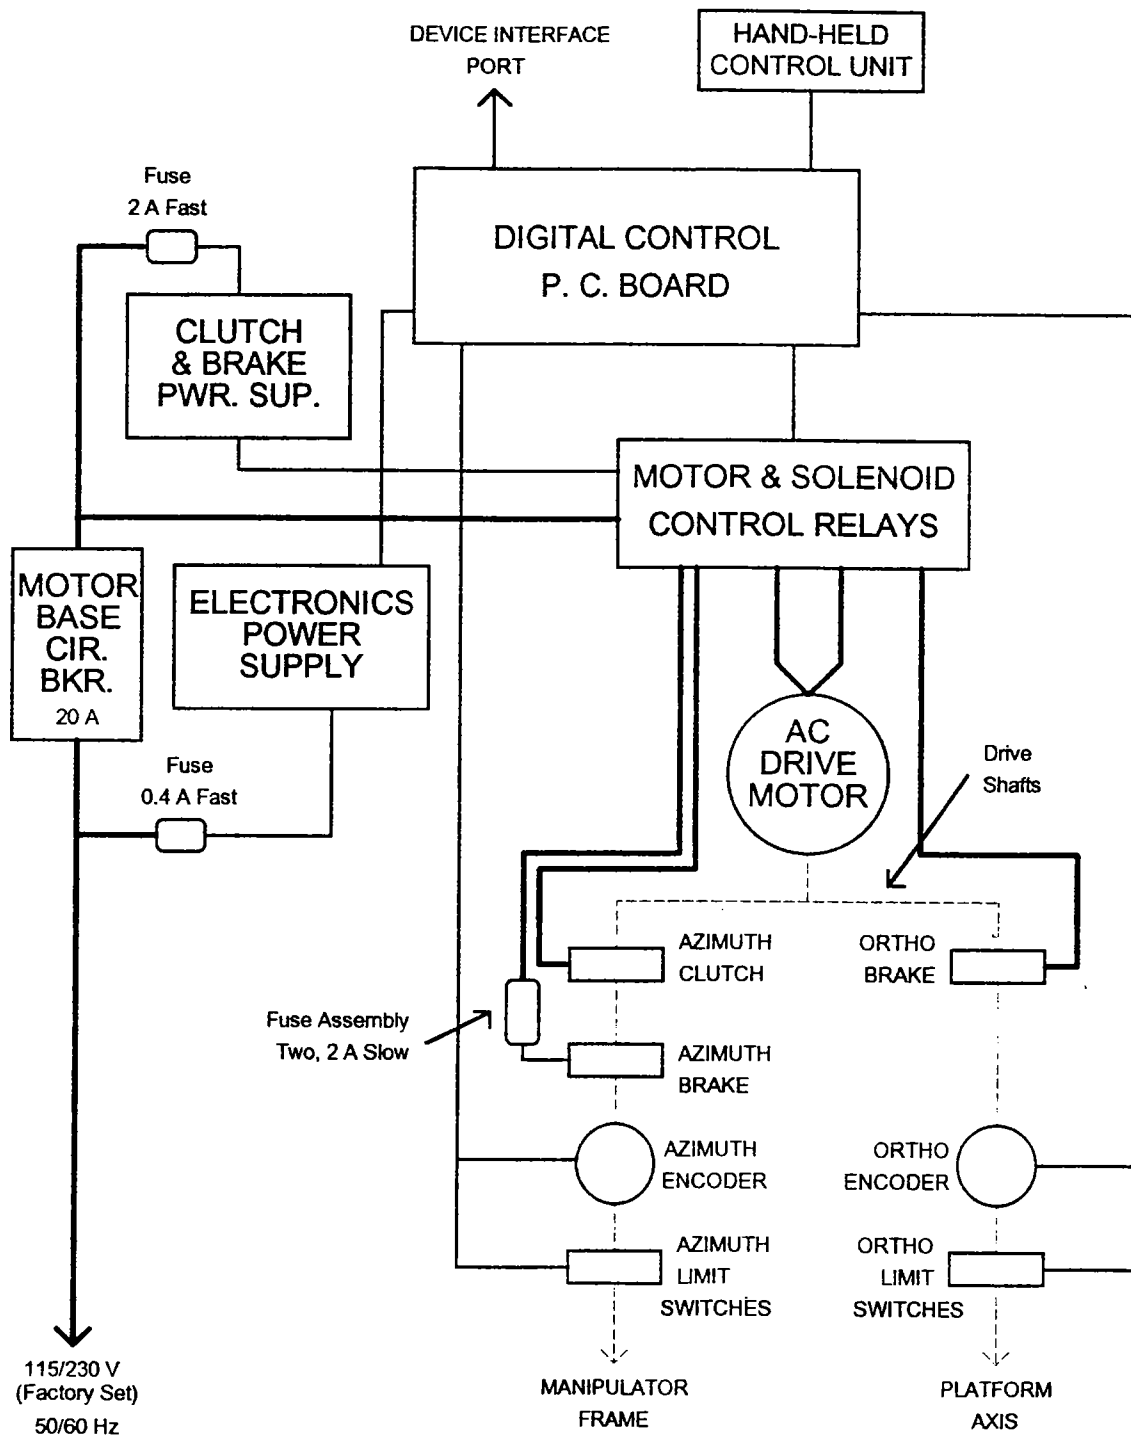 DEVICE INTERFACE
PORT
HAND-HELD
CONTROL UNIT
Fuse
2 A Fast
DIGITAL CONTROL
P. C. BOARD
CLUTCH
& BRAKE
PWR. SUP.
MOTOR & SOLENOID
CONTROL RELAYS
MOTOR
BASE
CIR.
BKR.
20 A
ELECTRONICS
POWER
SUPPLY
Fuse
0.4 A Fast
AC
DRIVE
MOTOR
Drive
Shafts
AZIMUTH
CLUTCH
ORTHO
BRAKE
Fuse Assembly
Two, 2 A Slow
AZIMUTH
BRAKE
AZIMUTH
ENCODER
ORTHO
ENCODER
AZIMUTH
LIMIT
SWITCHES
ORTHO
LIMIT
SWITCHES
115/230 V
(Factory Set)
50/60 Hz
MANIPULATOR
FRAME
PLATFORM
AXIS